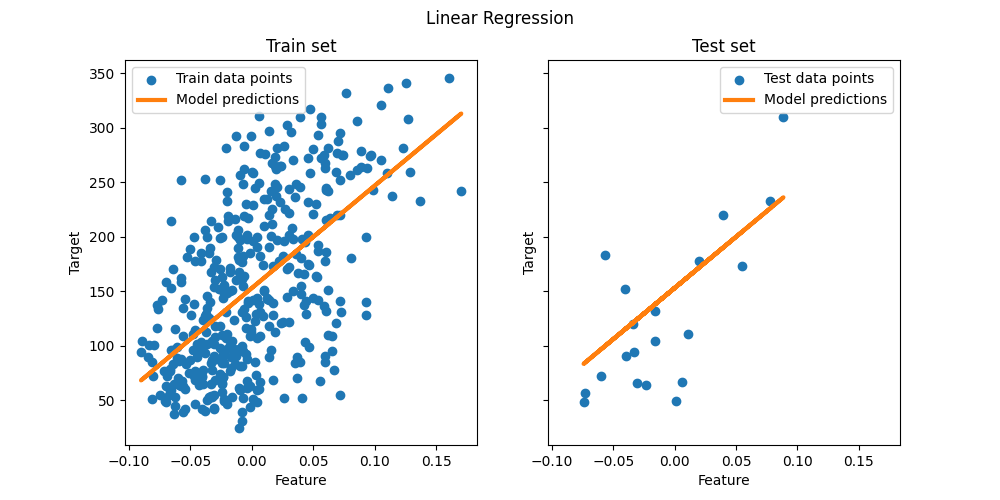 Linear Regression
Train set
Train data points
Model predictions
350
300
250
200
150
100
50
Target
−0.10 −0.05 0.00 0.05 0.10 0.15
Feature
Test set
Test data points
Model predictions
Target
−0.10 −0.05 0.00 0.05 0.10 0.15
Feature